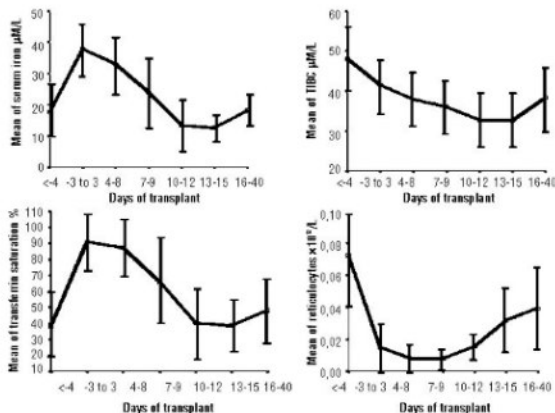 Mean of serum iron µM/L
50
40
30
20
10
0
<-4 -3 to 3 4-8 7-9 10-12 13-15 16-40
Days of transplant
Mean of TIBC µM/L
60
50
40
30
20
<-4 -3 to 3 4-8 7-9 10-12 13-15 16-40
Days of transplant
Mean of transferrin saturation %
110
100
90
80
70
60
50
40
30
20
10
<-4 -3 to 3 4-8 7-9 10-12 13-15 16-40
Days of transplant
Mean of reticulocytes ×10¹²/L
0,10
0,08
0,06
0,04
0,02
0,00
<-4 -3 to 3 4-8 7-9 10-12 13-15 16-40
Days of transplant